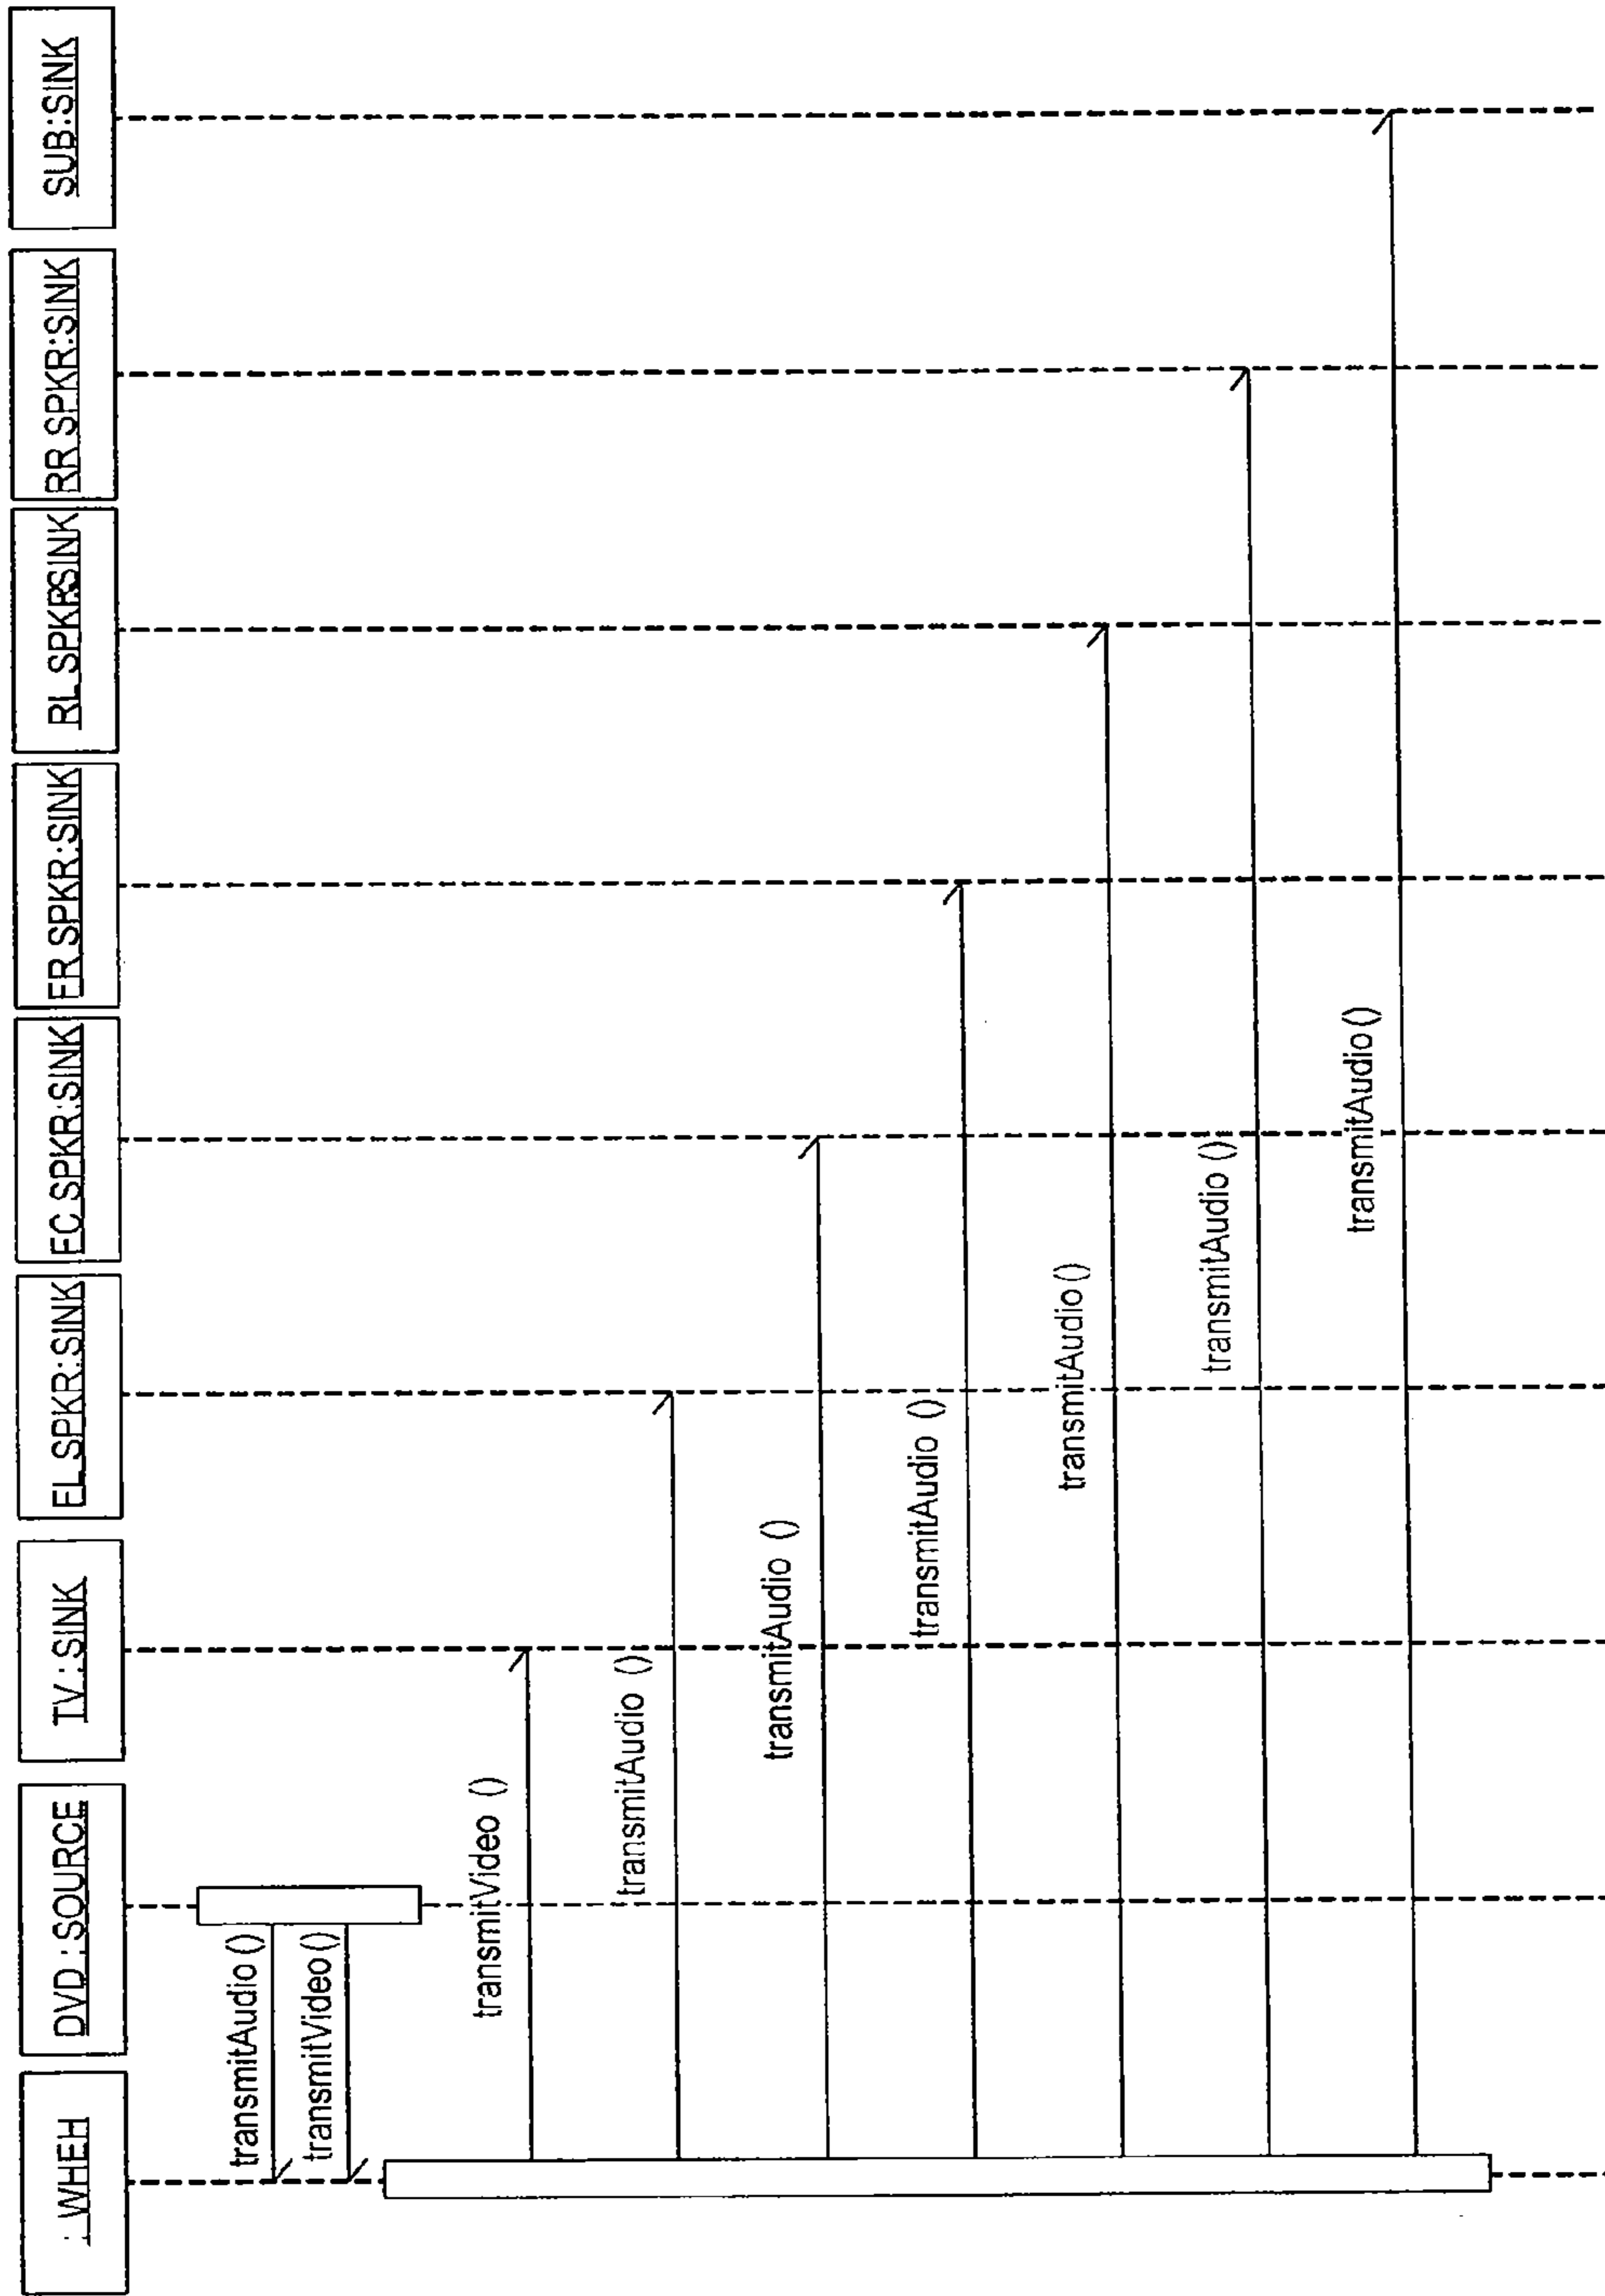 : WHEH
DVD : SOURCE
TV : SINK
FL SPKR:SINK
FC SPKR:SINK
FR SPKR:SINK
RL SPKR:SINK
RR SPKR:SINK
SUB:SINK
transmitAudio ()
transmitVideo ()
transmitVideo ()
transmitAudio ()
transmitAudio ()
transmitAudio ()
transmitAudio ()
transmitAudio ()
transmitAudio ()